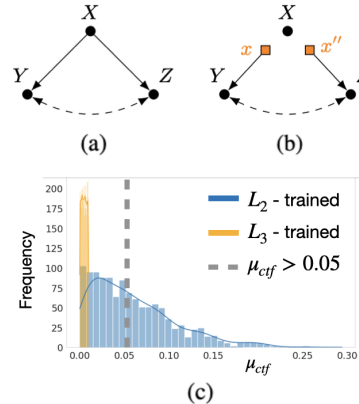 X
X
x
x''
Y
Z
Y
(a)
(b)
200
175
150
125
100
75
50
25
0
Frequency
L₂ - trained
L₃ - trained
μctf > 0.05
0.00
0.05
0.10
0.15
0.20
0.25
0.30
μctf
(c)